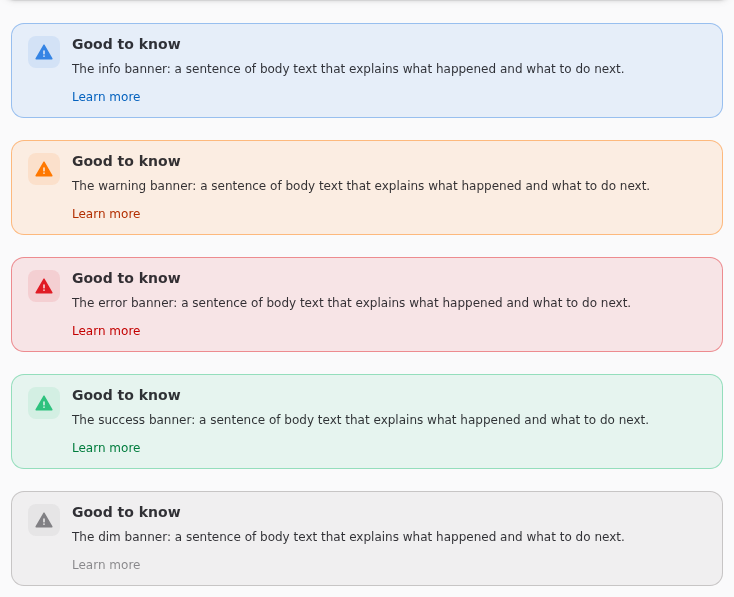 Good to know
The info banner: a sentence of body text that explains what happened and what to do next.
Learn more
Good to know
The warning banner: a sentence of body text that explains what happened and what to do next.
Learn more
Good to know
The error banner: a sentence of body text that explains what happened and what to do next.
Learn more
Good to know
The success banner: a sentence of body text that explains what happened and what to do next.
Learn more
Good to know
The dim banner: a sentence of body text that explains what happened and what to do next.
Learn more